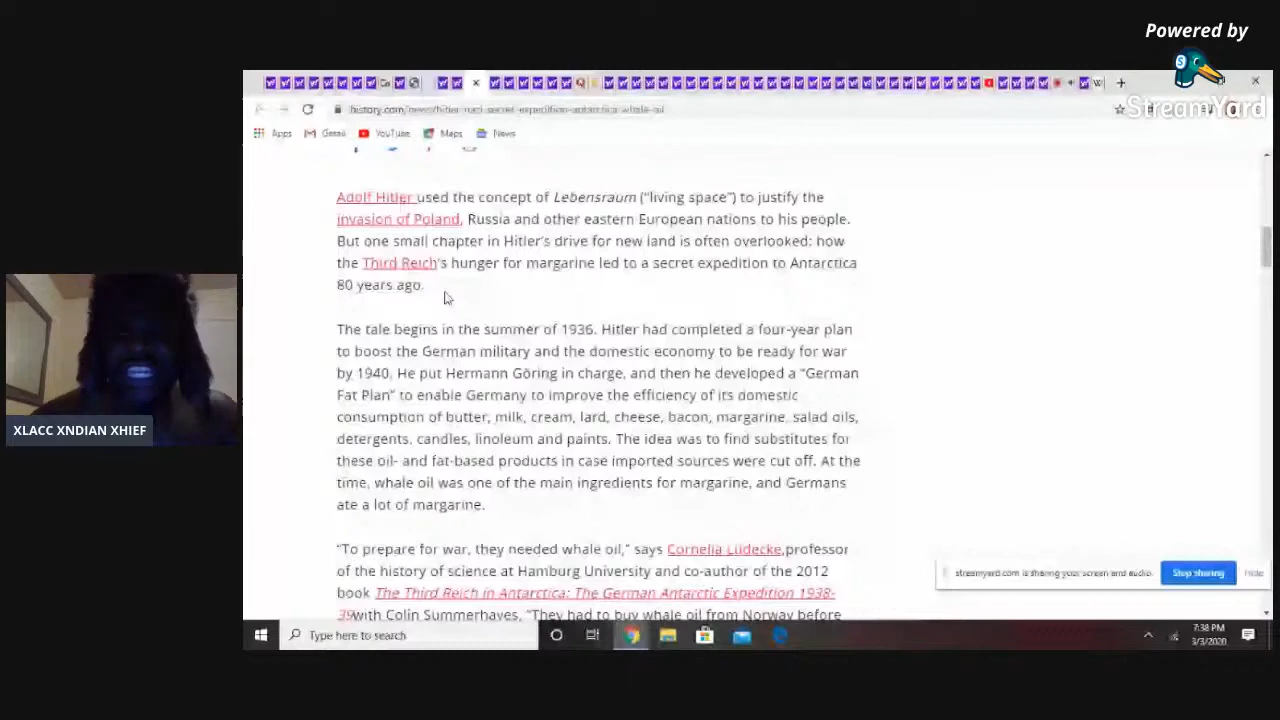 Powered by
StreamYard
history.com/news/hitler-nazi-secret-expedition-antarctica-whale-oil
Apps Gmail YouTube Maps News
Adolf Hitler used the concept of Lebensraum (“living space”) to justify the
invasion of Poland, Russia and other eastern European nations to his people.
But one small chapter in Hitler’s drive for new land is often overlooked: how
the Third Reich’s hunger for margarine led to a secret expedition to Antarctica
80 years ago.
The tale begins in the summer of 1936. Hitler had completed a four-year plan
to boost the German military and the domestic economy to be ready for war
by 1940. He put Hermann Göring in charge, and then he developed a “German
Fat Plan” to enable Germany to improve the efficiency of its domestic
consumption of butter, milk, cream, lard, cheese, bacon, margarine, salad oils,
detergents, candles, linoleum and paints. The idea was to find substitutes for
these oil- and fat-based products in case imported sources were cut off. At the
time, whale oil was one of the main ingredients for margarine, and Germans
ate a lot of margarine.
“To prepare for war, they needed whale oil,” says Cornelia Lüdecke,professor
of the history of science at Hamburg University and co-author of the 2012
book The Third Reich in Antarctica: The German Antarctic Expedition 1938-
39with Colin Summerhayes, “They had to buy whale oil from Norway before
XLACC XNDIAN XHIEF
streamyard.com is sharing your screen and audio. Stop sharing Hide
Type here to search
7:38 PM
3/3/2020